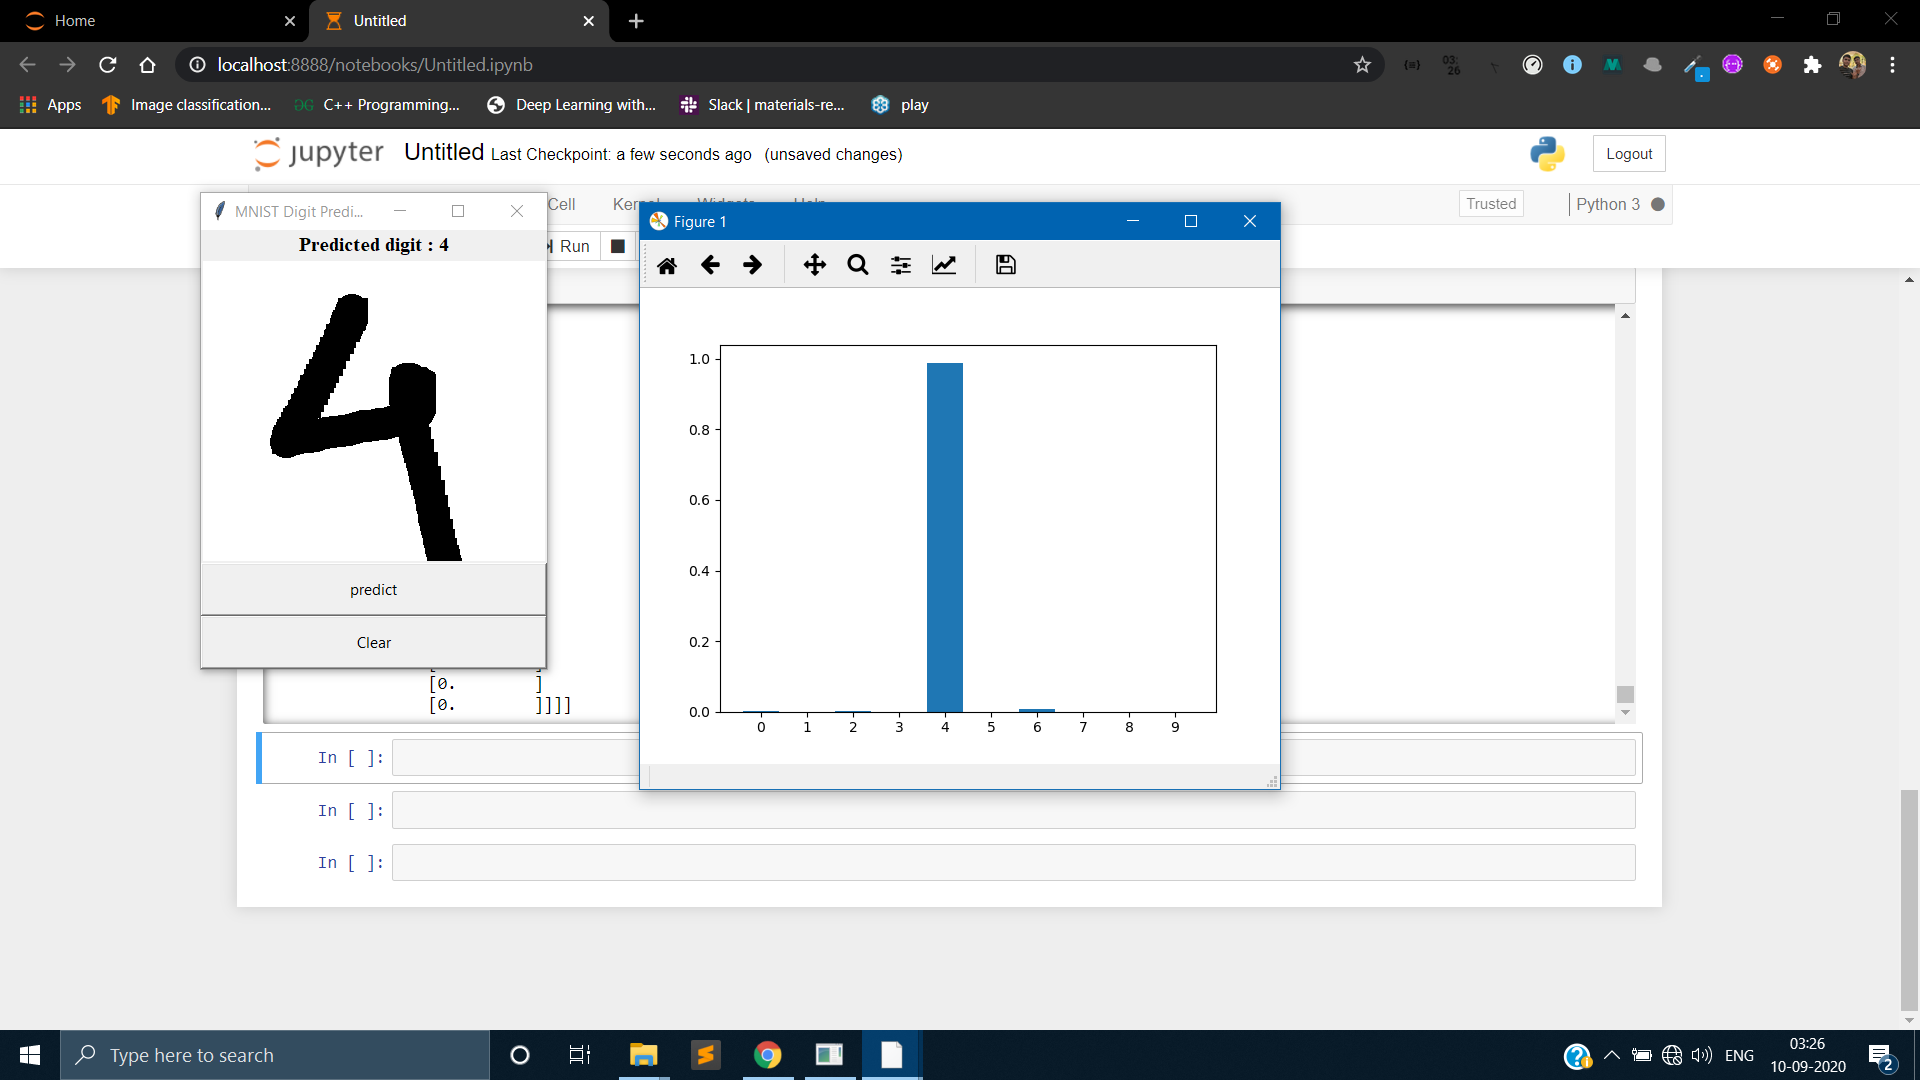 Home
Untitled
localhost:8888/notebooks/Untitled.ipynb
03:
26
Apps
Image classification...
C++ Programming...
Deep Learning with...
Slack | materials-re...
play
jupyter
Untitled Last Checkpoint: a few seconds ago (unsaved changes)
Logout
Cell
Trusted
Python 3
Run
MNIST Digit Predi...
Predicted digit : 4
4
predict
Clear
Figure 1
1.0
0.8
0.6
0.4
0.2
0.0
0 1 2 3 4 5 6 7 8 9
[0. ]
[0. ]]]]
In [ ]:
In [ ]:
In [ ]:
Type here to search
ENG
03:26
10-09-2020
2